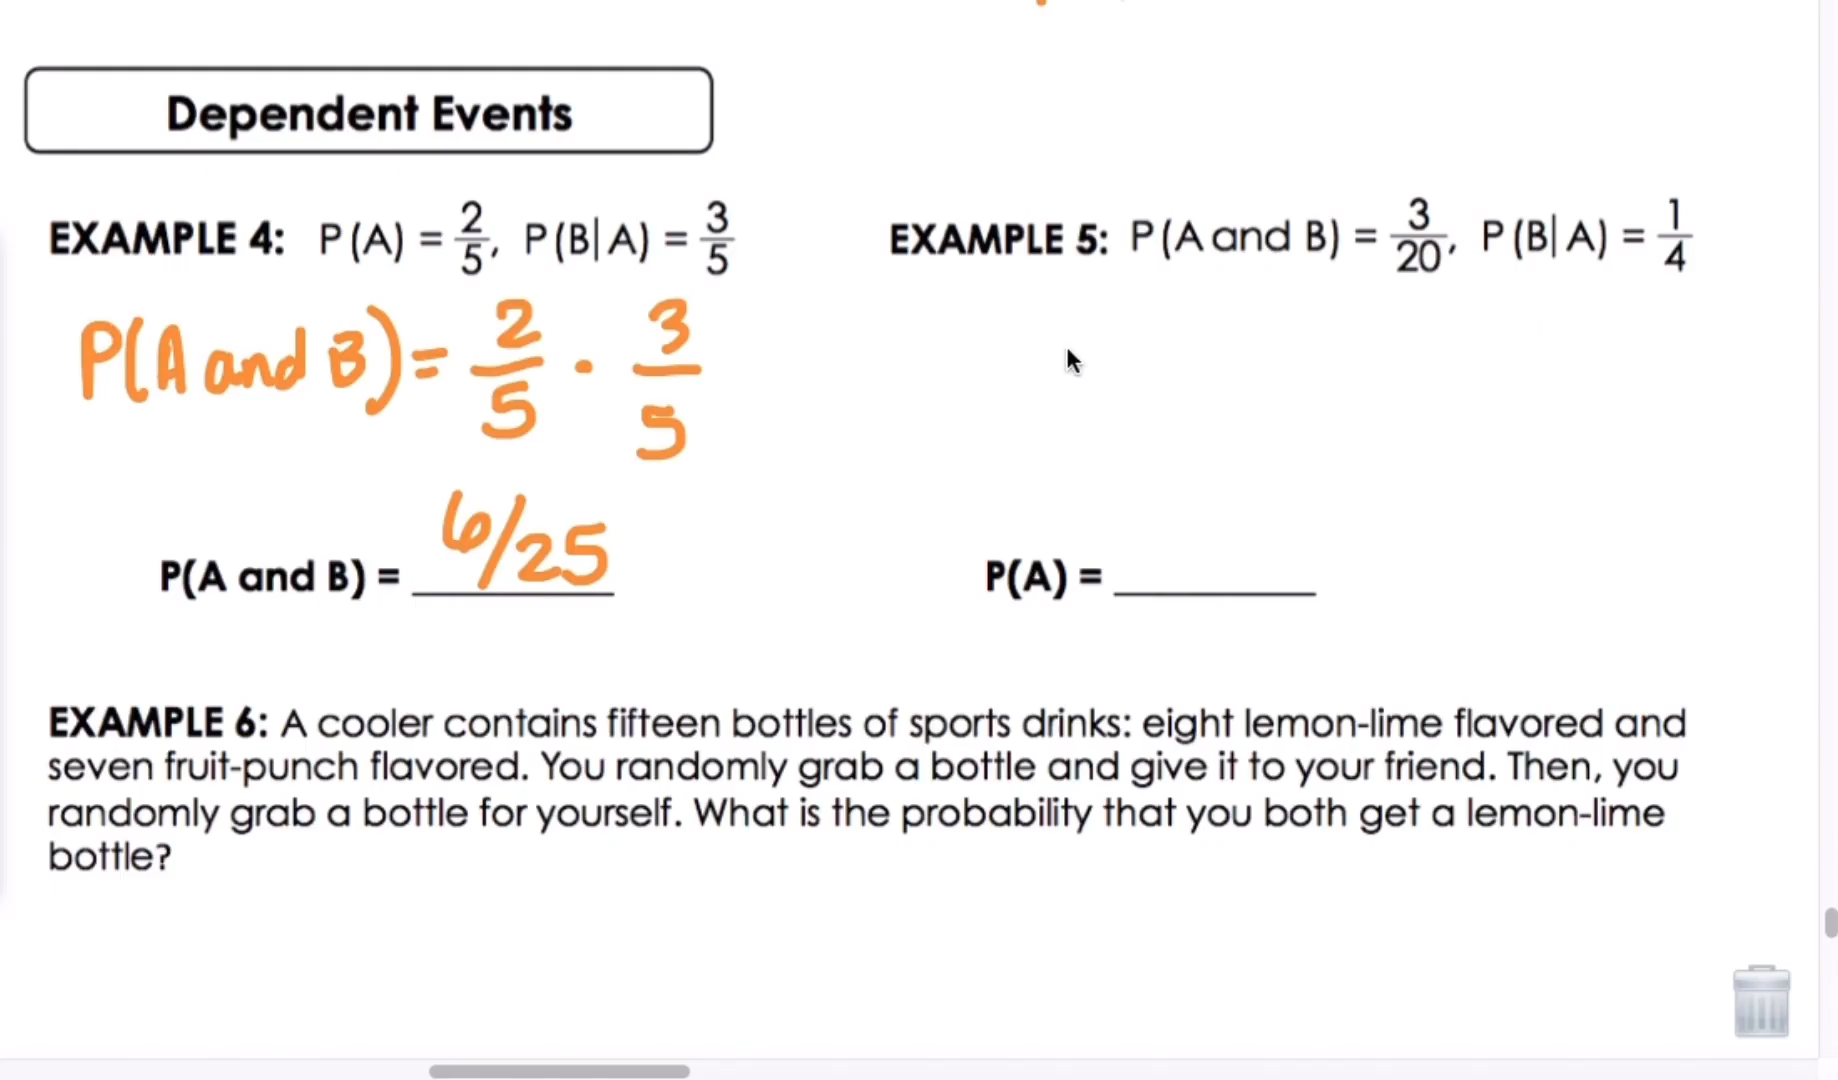 Dependent Events
EXAMPLE 4: P(A) = 2/5, P(B|A) = 3/5
P(A and B) = 2/5 · 3/5
P(A and B) = 6/25
EXAMPLE 5: P(A and B) = 3/20, P(B|A) = 1/4
P(A) = ________
EXAMPLE 6: A cooler contains fifteen bottles of sports drinks: eight lemon-lime flavored and
seven fruit-punch flavored. You randomly grab a bottle and give it to your friend. Then, you
randomly grab a bottle for yourself. What is the probability that you both get a lemon-lime
bottle?